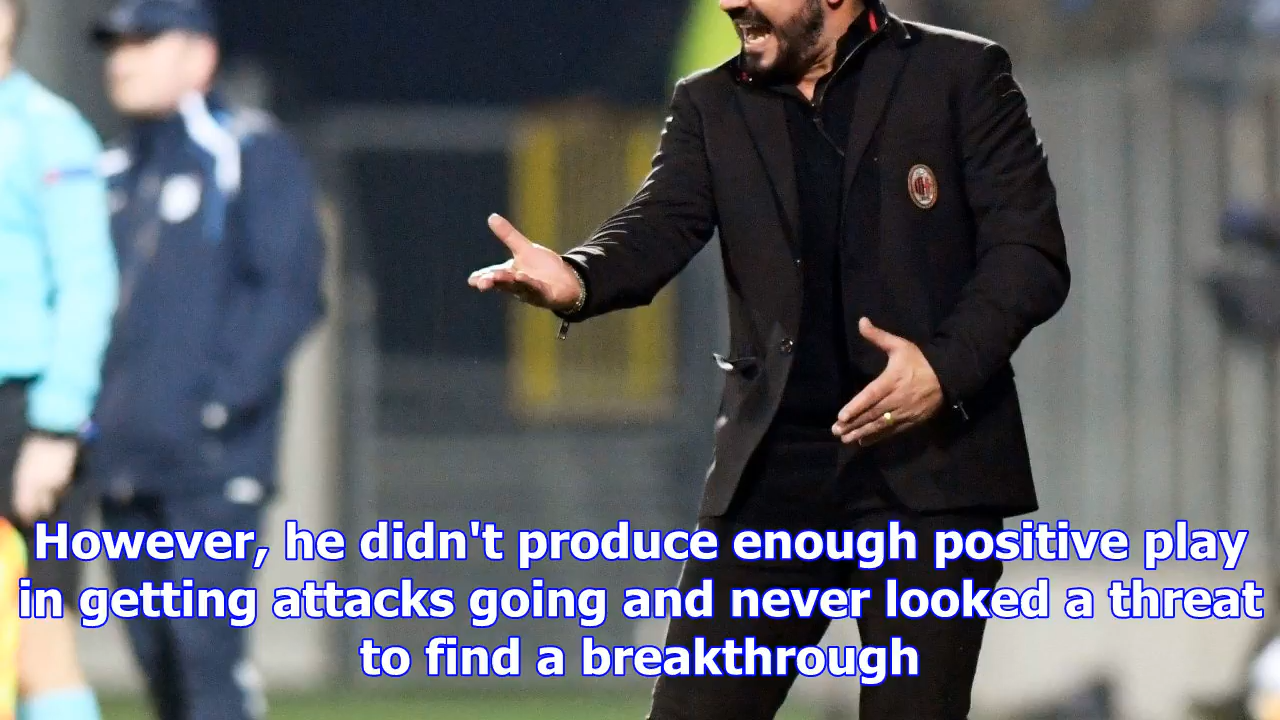 However, he didn't produce enough positive play
in getting attacks going and never looked a threat
to find a breakthrough